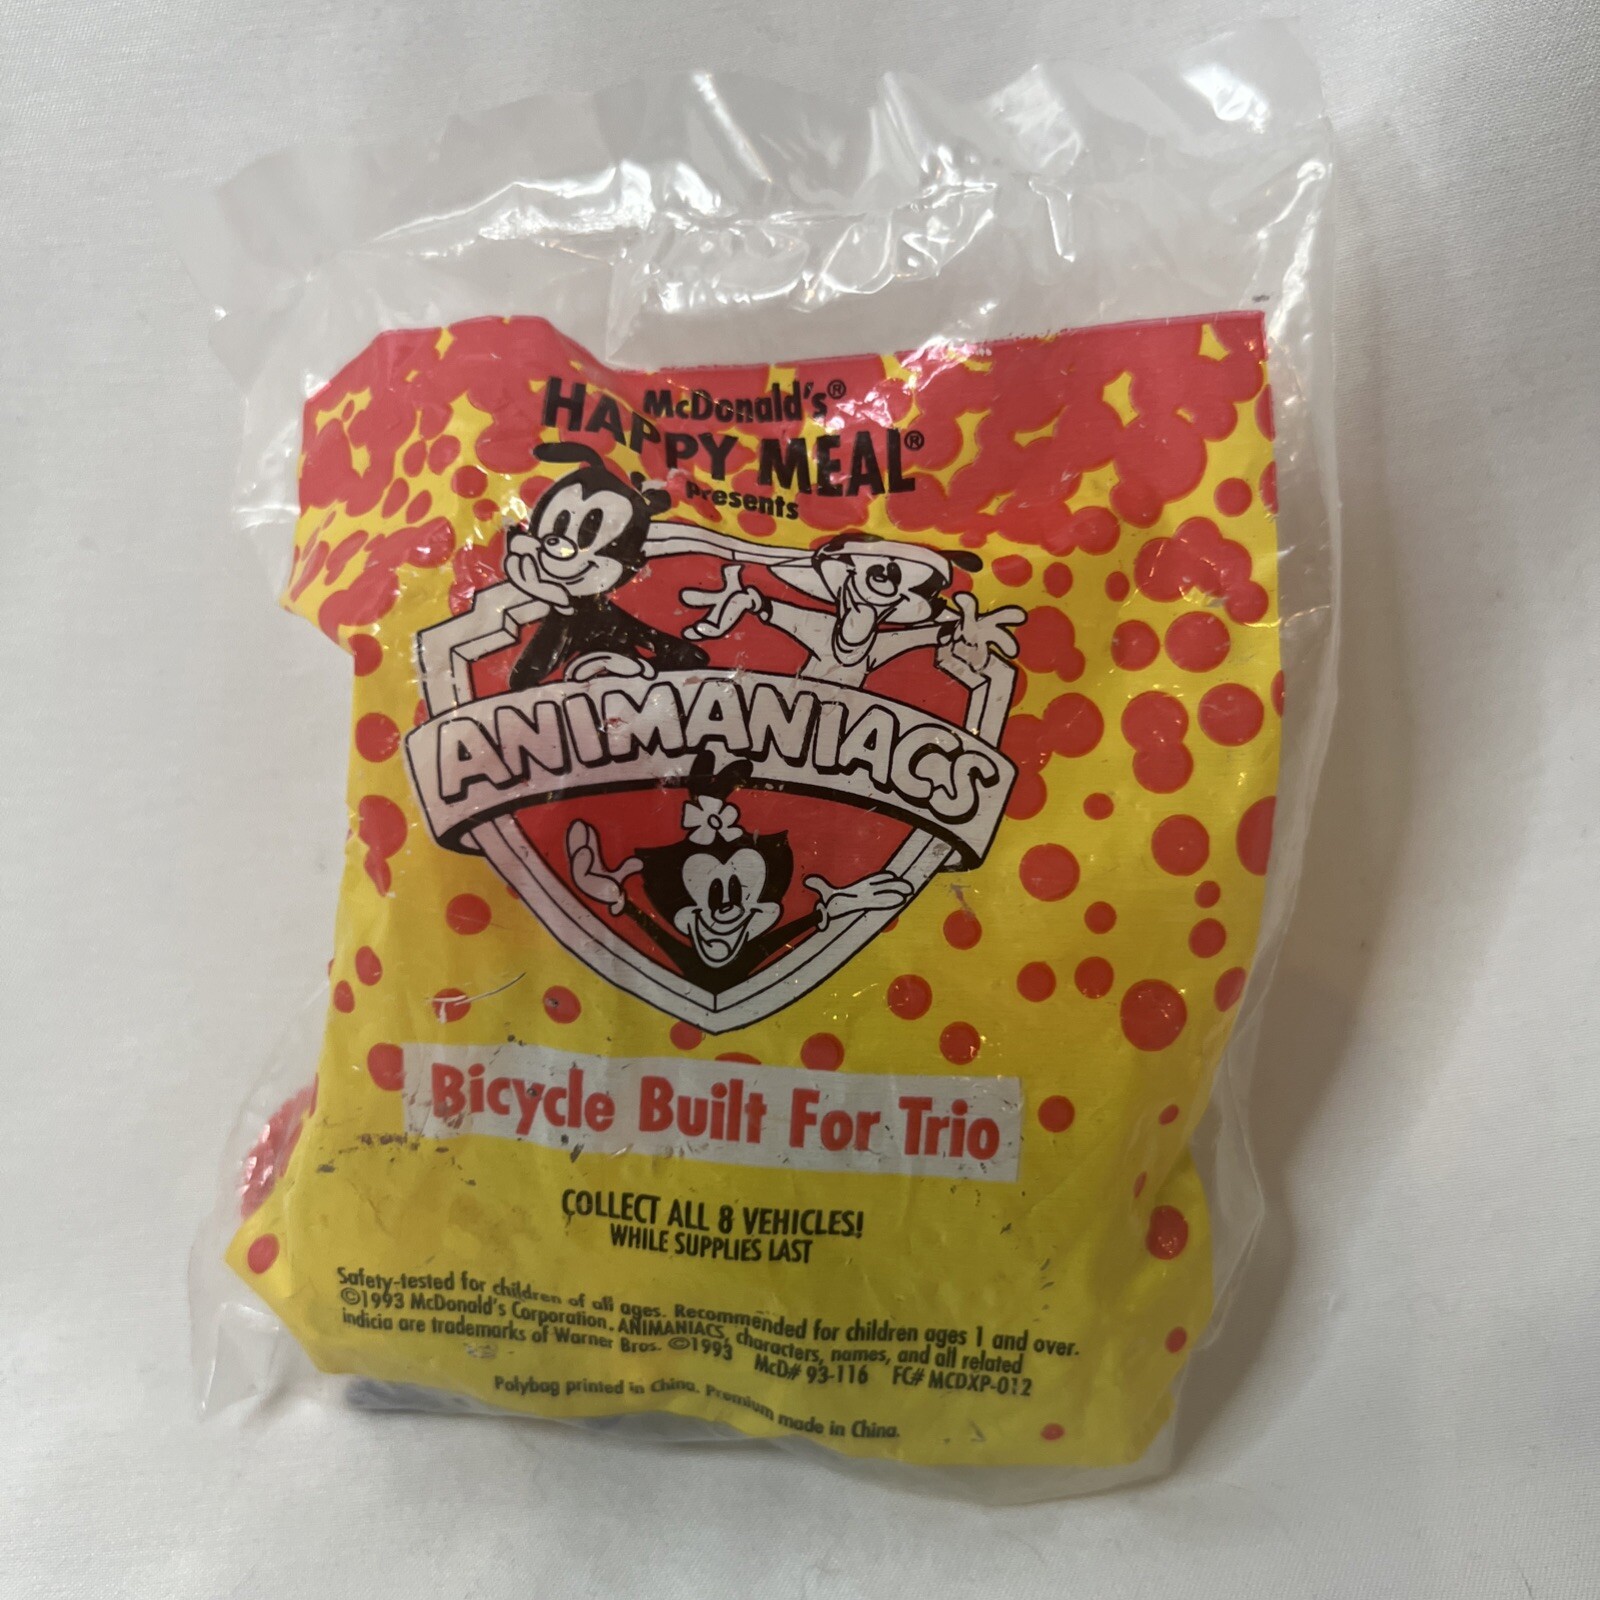 McDonald's®
HAPPY MEAL®
presents
ANIMANIACS
Bicycle Built For Trio
COLLECT ALL 8 VEHICLES!
WHILE SUPPLIES LAST
Safety-tested for children of all ages. Recommended for children ages 1 and over.
©1993 McDonald's Corporation. ANIMANIACS, characters, names, and all related
indicia are trademarks of Warner Bros. ©1993 McD# 93-116 FC# MCDXP-012
Polybag printed in China. Premium made in China.